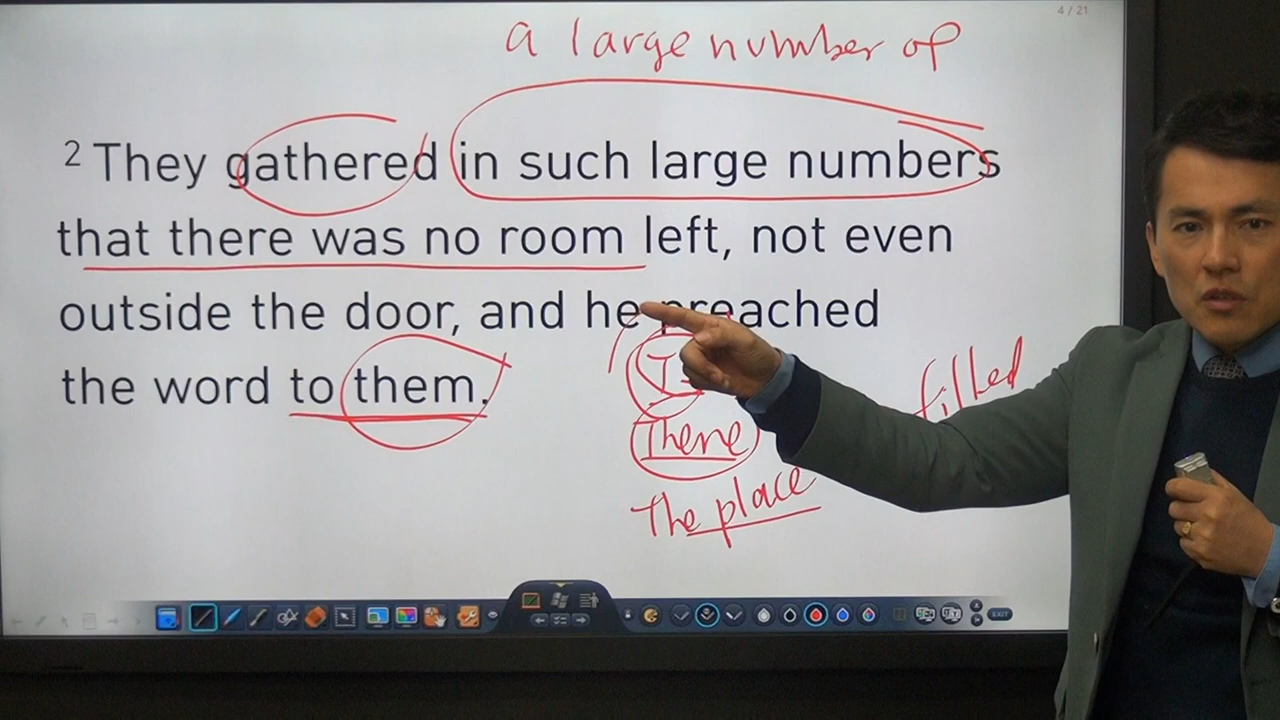 4 / 21
a large number of
2 They gathered in such large numbers
that there was no room left, not even
outside the door, and he preached
the word to them.
filled
There
The place
EXIT